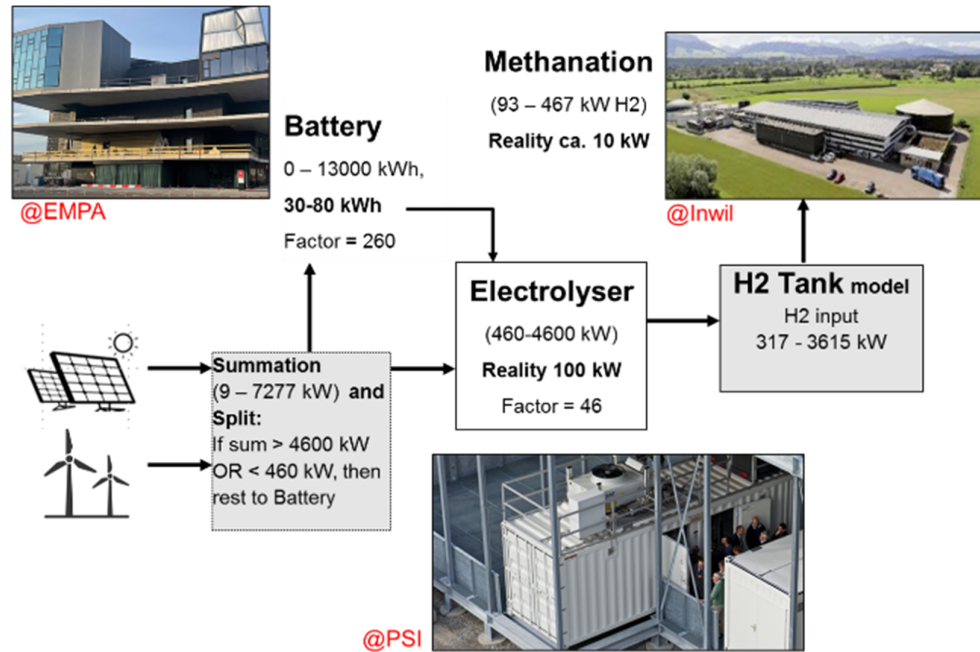 @EMPA
Battery
0 – 13000 kWh,
30-80 kWh
Factor = 260
Methanation
(93 – 467 kW H2)
Reality ca. 10 kW
@Inwil
Summation
(9 – 7277 kW) and
Split:
If sum > 4600 kW
OR < 460 kW, then
rest to Battery
Electrolyser
(460-4600 kW)
Reality 100 kW
Factor = 46
H2 Tank model
H2 input
317 - 3615 kW
@PSI